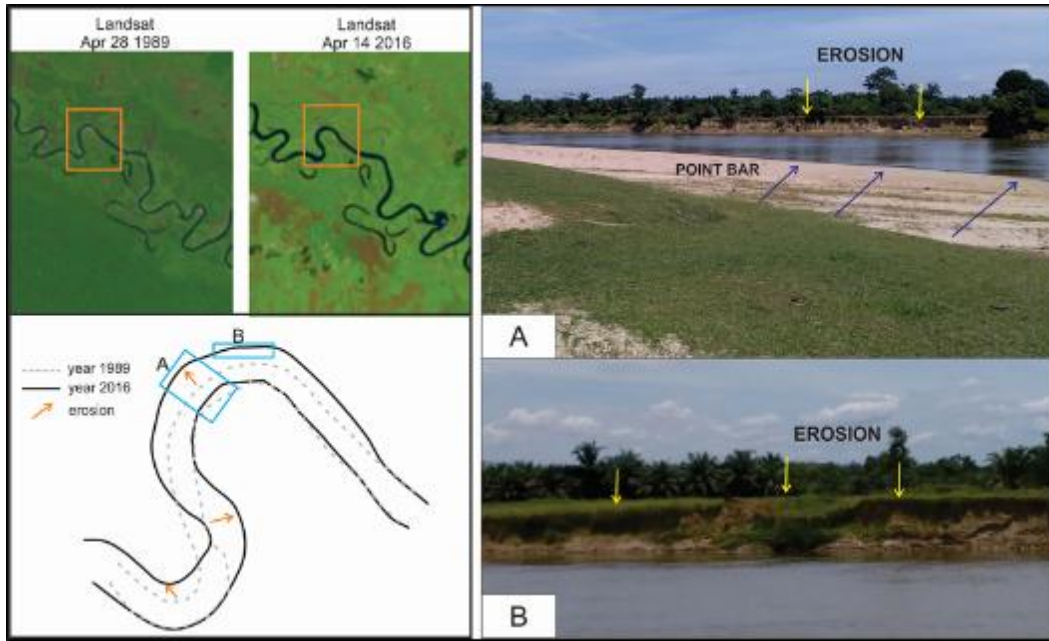 Landsat
Apr 28 1989
Landsat
Apr 14 2016
B
A
year 1989
year 2016
erosion
EROSION
POINT BAR
A
EROSION
B